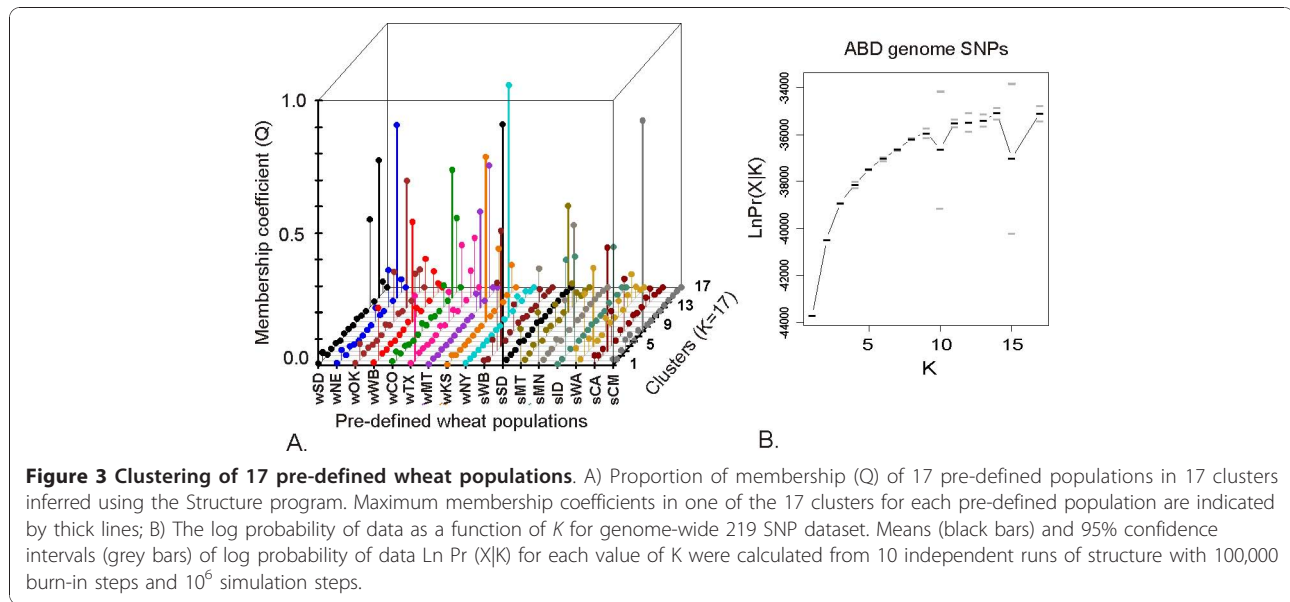 ABD genome SNPs
1.0
0.5
0.0
Membership coefficient (Q)
wSD
wNE
wOK
wWB
wCO
wTX
wMT
wKS
wNY
sWB
sSD
sMT
sMN
sID
sWA
sCA
sCM
1
5
9
13
17
Clusters (K=17)
Pre-defined wheat populations
A.
34000
36000
38000
40000
42000
44000
LnPr(X|K)
5
10
15
K
B.
Figure 3 Clustering of 17 pre-defined wheat populations. A) Proportion of membership (Q) of 17 pre-defined populations in 17 clusters
inferred using the Structure program. Maximum membership coefficients in one of the 17 clusters for each pre-defined population are indicated
by thick lines; B) The log probability of data as a function of K for genome-wide 219 SNP dataset. Means (black bars) and 95% confidence
intervals (grey bars) of log probability of data Ln Pr (X|K) for each value of K were calculated from 10 independent runs of structure with 100,000
burn-in steps and 10⁶ simulation steps.